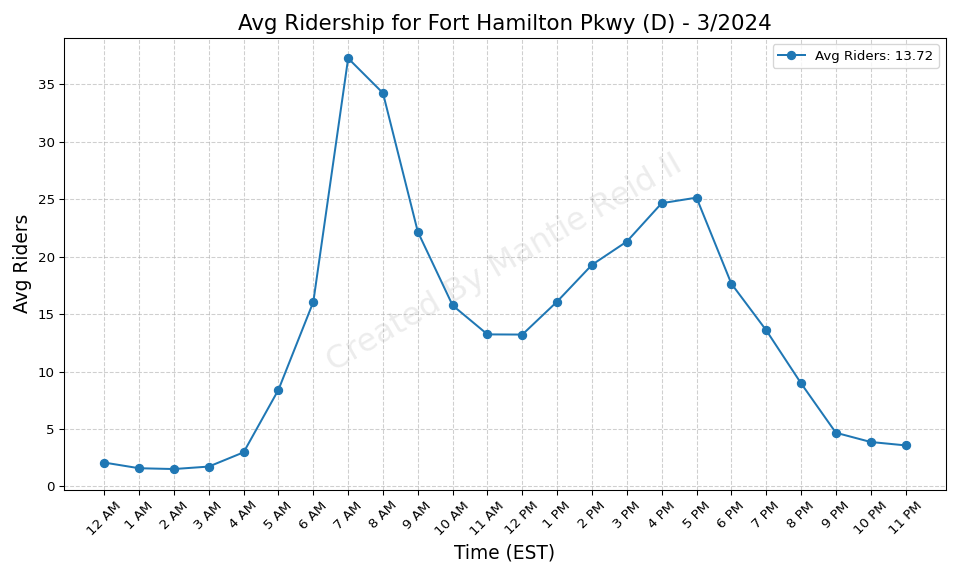 Avg Ridership for Fort Hamilton Pkwy (D) - 3/2024
Avg Riders: 13.72
Avg Riders
35
30
25
20
15
10
5
0
Created By Mantie Reid II
12 AM
1 AM
2 AM
3 AM
4 AM
5 AM
6 AM
7 AM
8 AM
9 AM
10 AM
11 AM
12 PM
1 PM
2 PM
3 PM
4 PM
5 PM
6 PM
7 PM
8 PM
9 PM
10 PM
11 PM
Time (EST)